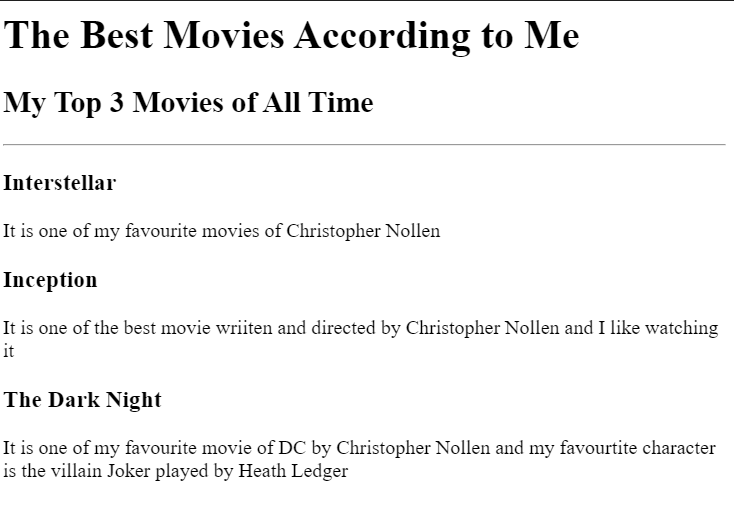 The Best Movies According to Me
My Top 3 Movies of All Time
Interstellar
It is one of my favourite movies of Christopher Nollen
Inception
It is one of the best movie wriiten and directed by Christopher Nollen and I like watching
it
The Dark Night
It is one of my favourite movie of DC by Christopher Nollen and my favourtite character
is the villain Joker played by Heath Ledger